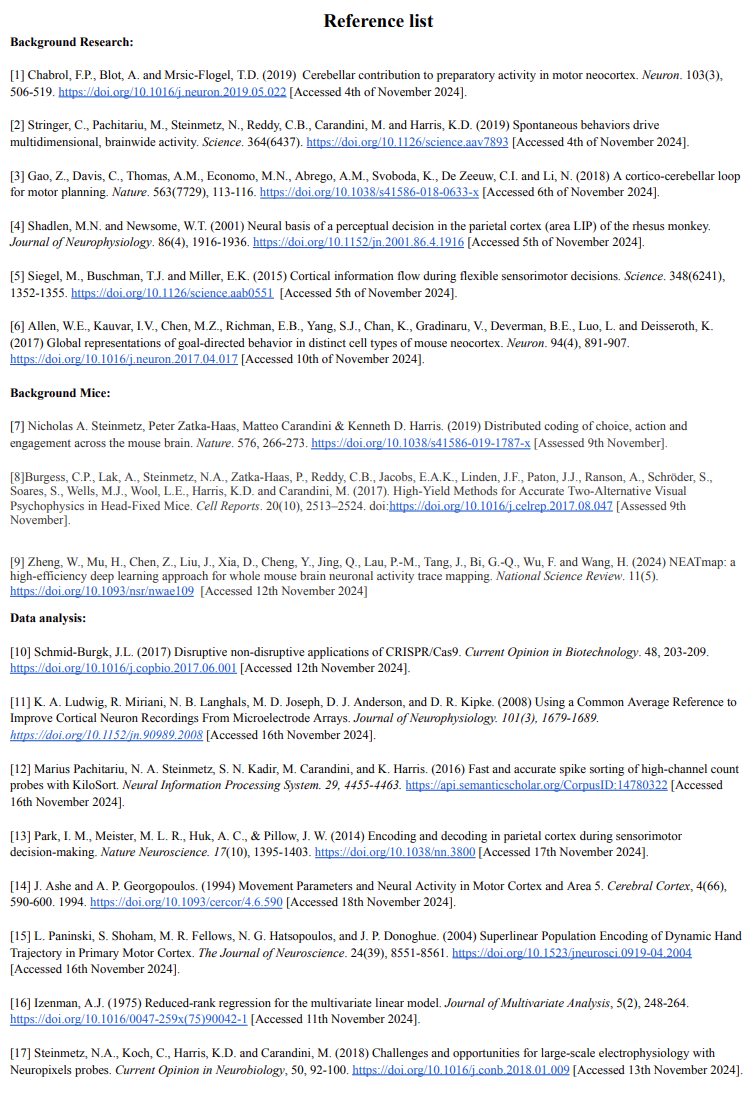 Reference list
Background Research:
[1] Chabrol, F.P., Blot, A. and Mrsic-Flogel, T.D. (2019) Cerebellar contribution to preparatory activity in motor neocortex. Neuron. 103(3),
506-519. https://doi.org/10.1016/j.neuron.2019.05.022 [Accessed 4th of November 2024].
[2] Stringer, C., Pachitariu, M., Steinmetz, N., Reddy, C.B., Carandini, M. and Harris, K.D. (2019) Spontaneous behaviors drive
multidimensional, brainwide activity. Science. 364(6437). https://doi.org/10.1126/science.aav7893 [Accessed 4th of November 2024].
[3] Gao, Z., Davis, C., Thomas, A.M., Economo, M.N., Abrego, A.M., Svoboda, K., De Zeeuw, C.I. and Li, N. (2018) A cortico-cerebellar loop
for motor planning. Nature. 563(7729), 113-116. https://doi.org/10.1038/s41586-018-0633-x [Accessed 6th of November 2024].
[4] Shadlen, M.N. and Newsome, W.T. (2001) Neural basis of a perceptual decision in the parietal cortex (area LIP) of the rhesus monkey.
Journal of Neurophysiology. 86(4), 1916-1936. https://doi.org/10.1152/jn.2001.86.4.1916 [Accessed 5th of November 2024].
[5] Siegel, M., Buschman, T.J. and Miller, E.K. (2015) Cortical information flow during flexible sensorimotor decisions. Science. 348(6241),
1352-1355. https://doi.org/10.1126/science.aab0551 [Accessed 5th of November 2024].
[6] Allen, W.E., Kauvar, I.V., Chen, M.Z., Richman, E.B., Yang, S.J., Chan, K., Gradinaru, V., Deverman, B.E., Luo, L. and Deisseroth, K.
(2017) Global representations of goal-directed behavior in distinct cell types of mouse neocortex. Neuron. 94(4), 891-907.
https://doi.org/10.1016/j.neuron.2017.04.017 [Accessed 10th of November 2024].
Background Mice:
[7] Nicholas A. Steinmetz, Peter Zatka-Haas, Matteo Carandini & Kenneth D. Harris. (2019) Distributed coding of choice, action and
engagement across the mouse brain. Nature. 576, 266-273. https://doi.org/10.1038/s41586-019-1787-x [Assessed 9th November].
[8]Burgess, C.P., Lak, A., Steinmetz, N.A., Zatka-Haas, P., Reddy, C.B., Jacobs, E.A.K., Linden, J.F., Paton, J.J., Ranson, A., Schröder, S.,
Soares, S., Wells, M.J., Wool, L.E., Harris, K.D. and Carandini, M. (2017). High-Yield Methods for Accurate Two-Alternative Visual
Psychophysics in Head-Fixed Mice. Cell Reports. 20(10), 2513–2524. doi:https://doi.org/10.1016/j.celrep.2017.08.047 [Assessed 9th
November].
[9] Zheng, W., Mu, H., Chen, Z., Liu, J., Xia, D., Cheng, Y., Jing, Q., Lau, P.-M., Tang, J., Bi, G.-Q., Wu, F. and Wang, H. (2024) NEATmap: a
high-efficiency deep learning approach for whole mouse brain neuronal activity trace mapping. National Science Review. 11(5).
https://doi.org/10.1093/nsr/nwae109 [Accessed 12th November 2024]
Data analysis:
[10] Schmid-Burgk, J.L. (2017) Disruptive non-disruptive applications of CRISPR/Cas9. Current Opinion in Biotechnology. 48, 203-209.
https://doi.org/10.1016/j.copbio.2017.06.001 [Accessed 12th of November 2024].
[11] K. A. Ludwig, R. Miriani, N. B. Langhals, M. D. Joseph, D. J. Anderson, and D. R. Kipke. (2008) Using a Common Average Reference to
Improve Cortical Neuron Recordings From Microelectrode Arrays. Journal of Neurophysiology. 101(3), 1679-1689.
https://doi.org/10.1152/jn.90989.2008 [Accessed 16th November 2024].
[12] Marius Pachitariu, N. A. Steinmetz, S. N. Kadir, M. Carandini, and K. Harris. (2016) Fast and accurate spike sorting of high-channel count
probes with KiloSort. Neural Information Processing System. 29, 4455-4463. https://api.semanticscholar.org/CorpusID:14780322 [Accessed
16th November 2024].
[13] Park, I. M., Meister, M. L. R., Huk, A. C., & Pillow, J. W. (2014) Encoding and decoding in parietal cortex during sensorimotor
decision-making. Nature Neuroscience. 17(10), 1395-1403. https://doi.org/10.1038/nn.3800 [Accessed 17th November 2024].
[14] J. Ashe and A. P. Georgopoulos. (1994) Movement Parameters and Neural Activity in Motor Cortex and Area 5. Cerebral Cortex, 4(66),
590-600. 1994. https://doi.org/10.1093/cercor/4.6.590 [Accessed 18th November 2024].
[15] L. Paninski, S. Shoham, M. R. Fellows, N. G. Hatsopoulos, and J. P. Donoghue. (2004) Superlinear Population Encoding of Dynamic Hand
Trajectory in Primary Motor Cortex. The Journal of Neuroscience. 24(39), 8551-8561. https://doi.org/10.1523/jneurosci.0919-04.2004
[Accessed 16th November 2024].
[16] Izenman, A.J. (1975) Reduced-rank regression for the multivariate linear model. Journal of Multivariate Analysis, 5(2), 248-264.
https://doi.org/10.1016/0047-259x(75)90042-1 [Accessed 11th November 2024].
[17] Steinmetz, N.A., Koch, C., Harris, K.D. and Carandini, M. (2018) Challenges and opportunities for large-scale electrophysiology with
Neuropixels probes. Current Opinion in Neurobiology, 50, 92-100. https://doi.org/10.1016/j.conb.2018.01.009 [Accessed 13th November 2024].